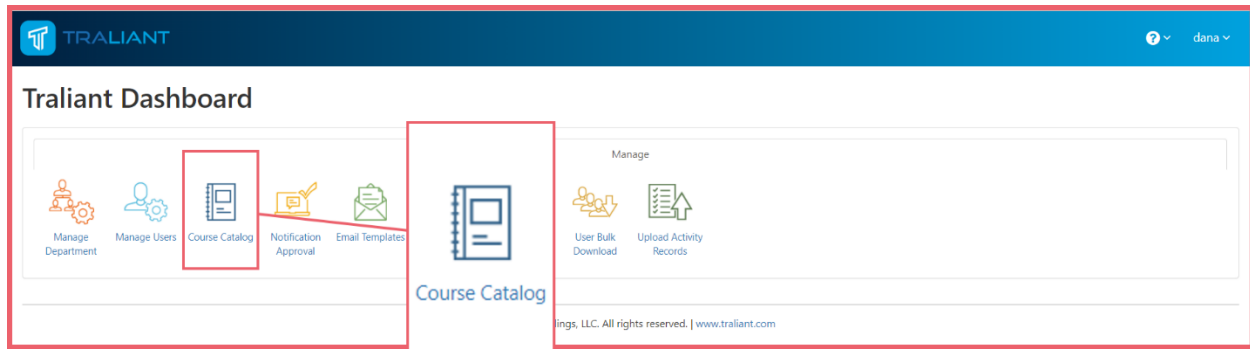 TRALIANT
? dana
Traliant Dashboard
Manage
Manage Department
Manage Users
Course Catalog
Notification Approval
Email Templates
Course Catalog
User Bulk Download
Upload Activity Records
LLC. All rights reserved. | www.traliant.com